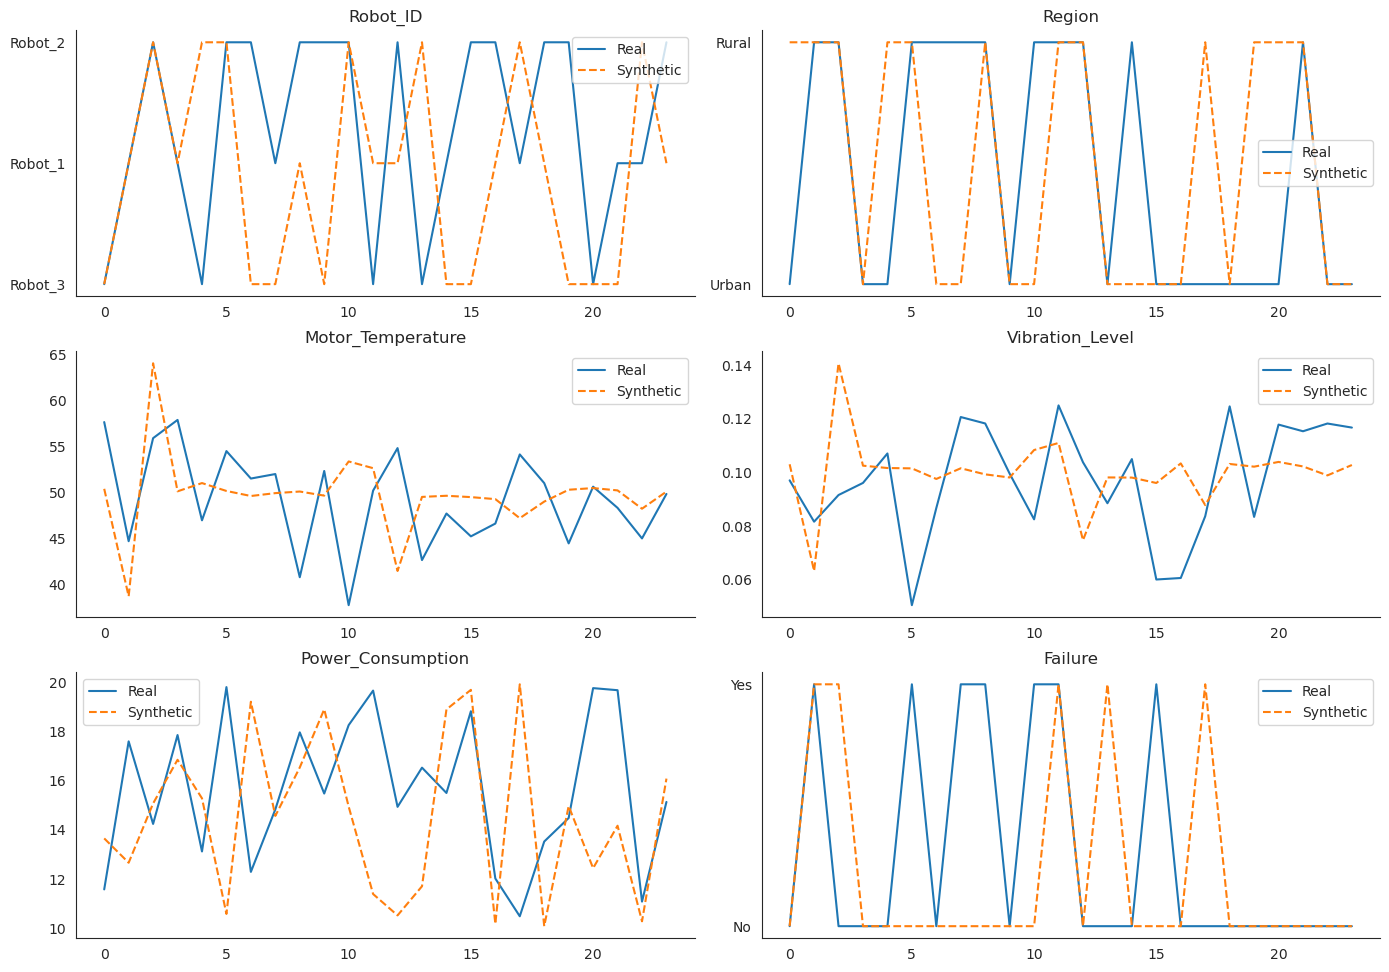 Robot_ID
Robot_2
Robot_1
Robot_3
Real
Synthetic
0 5 10 15 20
Region
Rural
Urban
Real
Synthetic
0 5 10 15 20
Motor_Temperature
65
60
55
50
45
40
Real
Synthetic
0 5 10 15 20
Vibration_Level
0.14
0.12
0.10
0.08
0.06
Real
Synthetic
0 5 10 15 20
Power_Consumption
20
18
16
14
12
10
Real
Synthetic
0 5 10 15 20
Failure
Yes
No
Real
Synthetic
0 5 10 15 20